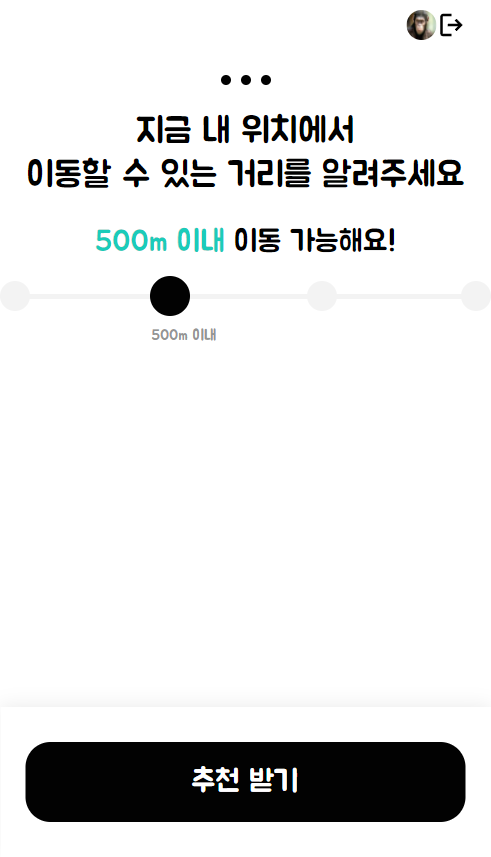 지금 내 위치에서
이동할 수 있는 거리를 알려주세요
500m 이내 이동 가능해요!
500m 이내
추천 받기